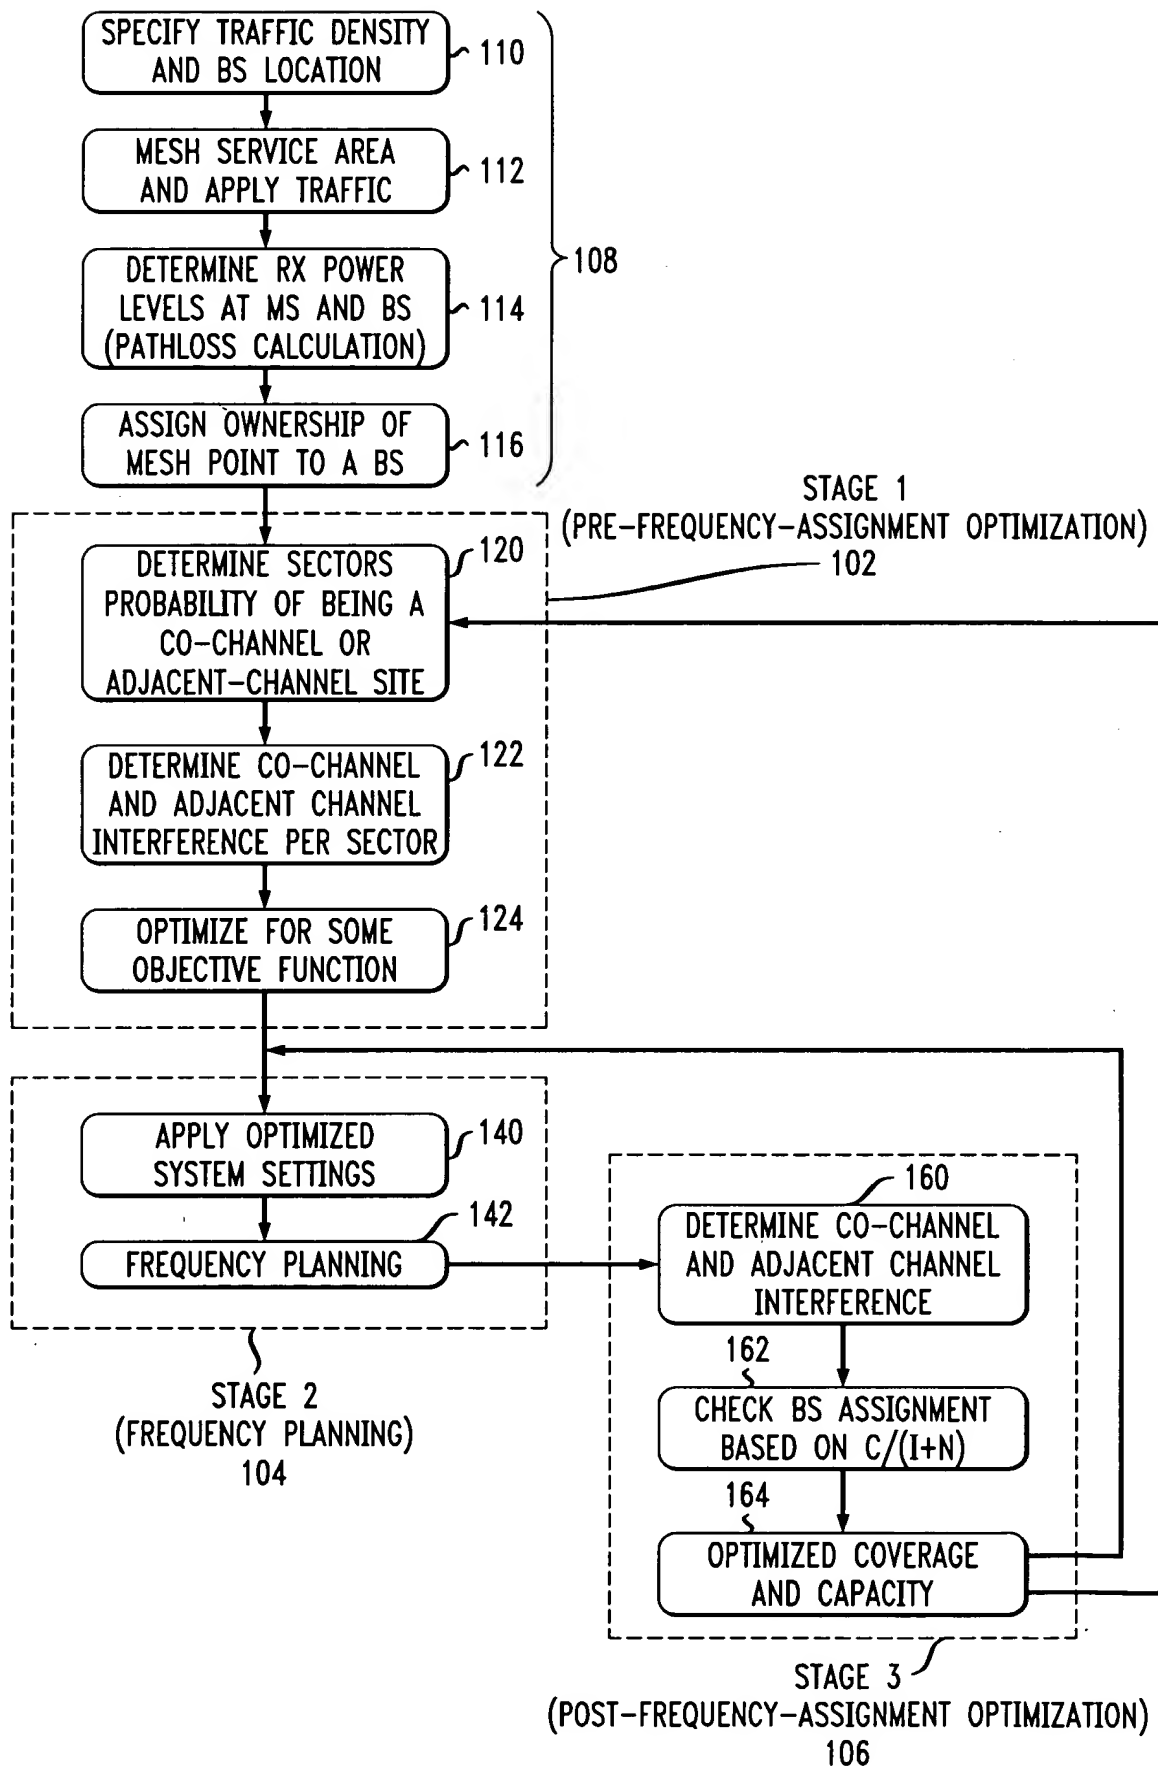 SPECIFY TRAFFIC DENSITY
AND BS LOCATION
110
MESH SERVICE AREA
AND APPLY TRAFFIC
112
DETERMINE RX POWER
LEVELS AT MS AND BS
(PATHLOSS CALCULATION)
114
108
ASSIGN OWNERSHIP OF
MESH POINT TO A BS
116
STAGE 1
(PRE-FREQUENCY-ASSIGNMENT OPTIMIZATION)
102
DETERMINE SECTORS
PROBABILITY OF BEING A
CO-CHANNEL OR
ADJACENT-CHANNEL SITE
120
DETERMINE CO-CHANNEL
AND ADJACENT CHANNEL
INTERFERENCE PER SECTOR
122
OPTIMIZE FOR SOME
OBJECTIVE FUNCTION
124
APPLY OPTIMIZED
SYSTEM SETTINGS
140
FREQUENCY PLANNING
142
STAGE 2
(FREQUENCY PLANNING)
104
160
DETERMINE CO-CHANNEL
AND ADJACENT CHANNEL
INTERFERENCE
162
CHECK BS ASSIGNMENT
BASED ON C/(I+N)
164
OPTIMIZED COVERAGE
AND CAPACITY
STAGE 3
(POST-FREQUENCY-ASSIGNMENT OPTIMIZATION)
106